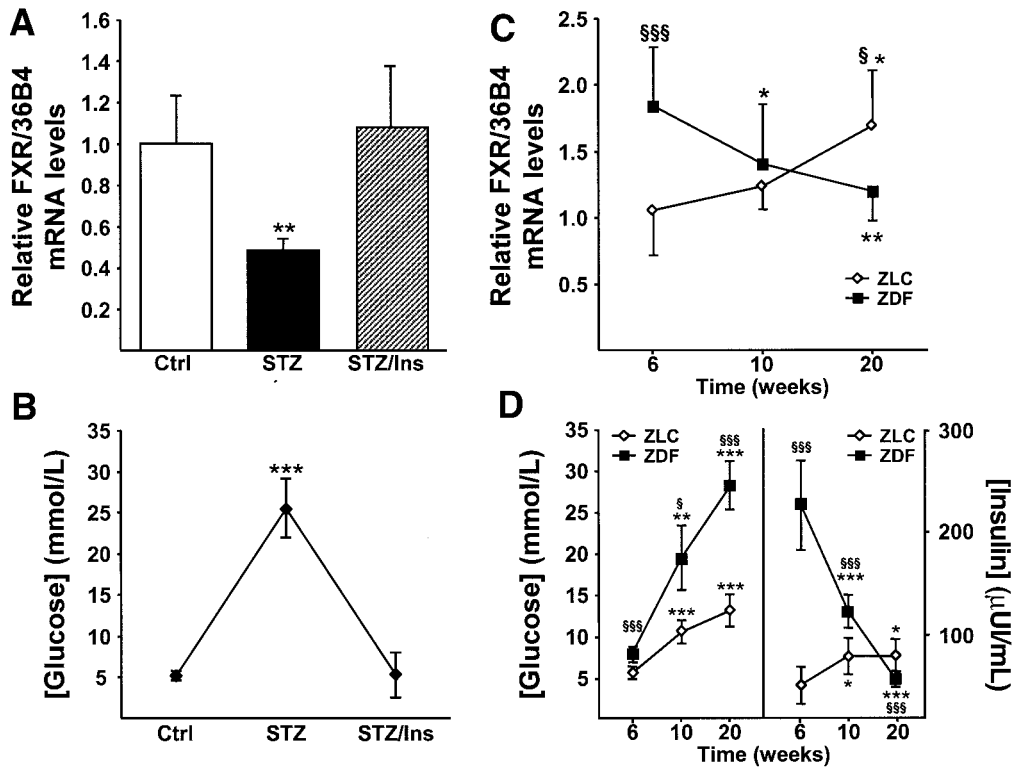 A
Relative FXR/36B4
mRNA levels
1.6
1.4
1.2
1.0
0.8
0.6
0.4
0.2
**
Ctrl
STZ
STZ/Ins
B
[Glucose] (mmol/L)
35
30
25
20
15
10
5
***
Ctrl
STZ
STZ/Ins
C
Relative FXR/36B4
mRNA levels
2.5
2.0
1.5
1.0
0.5
§§§
*
§ *
**
ZLC
ZDF
6
10
20
Time (weeks)
D
[Glucose] (mmol/L)
35
30
25
20
15
10
5
ZLC
ZDF
§§§
§
**
§§§
***
***
***
6
10
20
ZLC
ZDF
§§§
§§§
***
*
*
***
§§§
6
10
20
Time (weeks)
300
200
100
[Insulin] (μUI/mL)